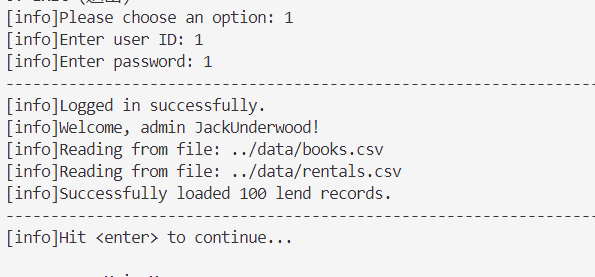 [info]Please choose an option: 1
[info]Enter user ID: 1
[info]Enter password: 1
--------------------------------------------------------------------
[info]Logged in successfully.
[info]Welcome, admin JackUnderwood!
[info]Reading from file: ../data/books.csv
[info]Reading from file: ../data/rentals.csv
[info]Successfully loaded 100 lend records.
--------------------------------------------------------------------
[info]Hit <enter> to continue...